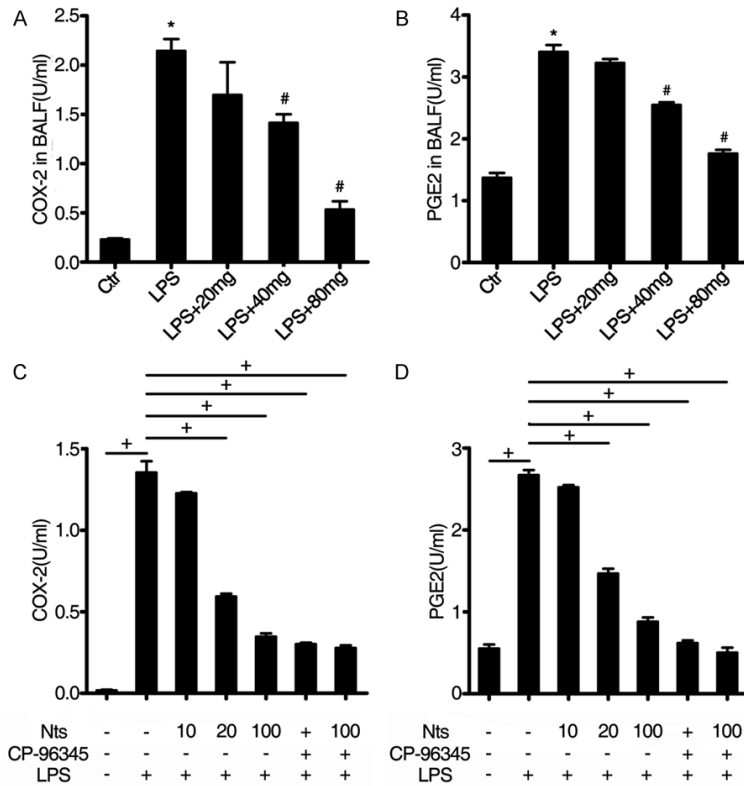 A
COX-2 in BALF(U/ml)
2.5
2.0
1.5
1.0
0.5
0.0
*
#
#
Ctr
LPS
LPS+20mg
LPS+40mg
LPS+80mg
B
PGE2 in BALF(U/ml)
4
3
2
1
0
*
#
#
Ctr
LPS
LPS+20mg
LPS+40mg
LPS+80mg
C
+
+
+
+
+
COX-2(U/ml)
1.5
1.0
0.5
0.0
Nts - - 10 20 100 + 100
CP-96345 - - - - - + +
LPS - + + + + + +
D
+
+
+
+
+
PGE2(U/ml)
3
2
1
0
Nts - - 10 20 100 + 100
CP-96345 - - - - - + +
LPS - + + + + + +